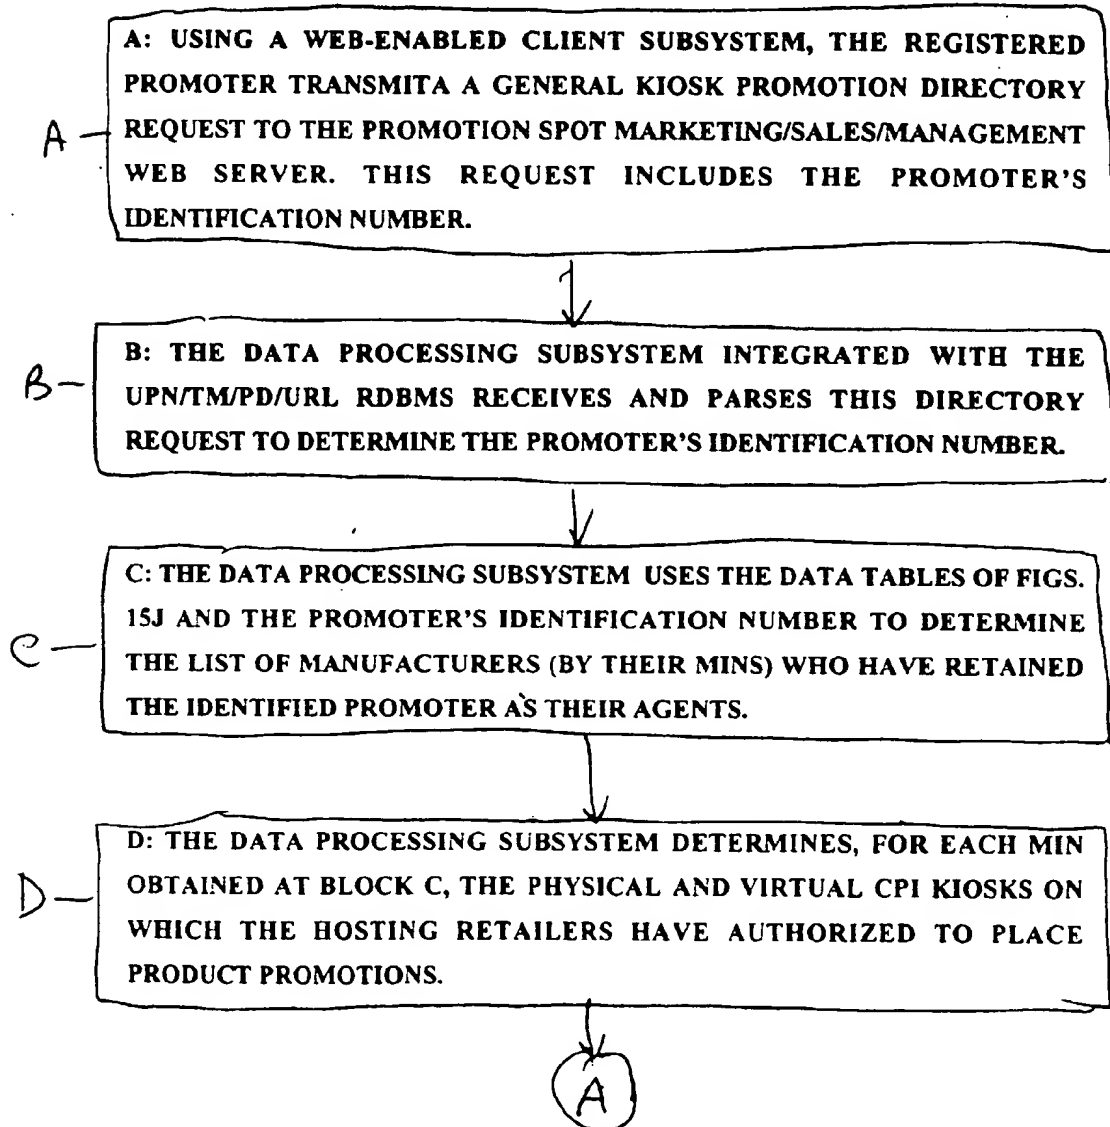 A: USING A WEB-ENABLED CLIENT SUBSYSTEM, THE REGISTERED
PROMOTER TRANSMITA A GENERAL KIOSK PROMOTION DIRECTORY
A
REQUEST TO THE PROMOTION SPOT MARKETING/SALES/MANAGEMENT
WEB SERVER. THIS REQUEST INCLUDES THE PROMOTER'S
IDENTIFICATION NUMBER.
B: THE DATA PROCESSING SUBSYSTEM INTEGRATED WITH THE
B
UPN/TM/PD/URL RDBMS RECEIVES AND PARSES THIS DIRECTORY
REQUEST TO DETERMINE THE PROMOTER'S IDENTIFICATION NUMBER.
C: THE DATA PROCESSING SUBSYSTEM USES THE DATA TABLES OF FIGS.
15J AND THE PROMOTER'S IDENTIFICATION NUMBER TO DETERMINE
C
THE LIST OF MANUFACTURERS (BY THEIR MINS) WHO HAVE RETAINED
THE IDENTIFIED PROMOTER AS THEIR AGENTS.
D: THE DATA PROCESSING SUBSYSTEM DETERMINES, FOR EACH MIN
D
OBTAINED AT BLOCK C, THE PHYSICAL AND VIRTUAL CPI KIOSKS ON
WHICH THE HOSTING RETAILERS HAVE AUTHORIZED TO PLACE
PRODUCT PROMOTIONS.
A